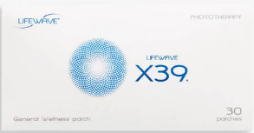 LIFEWAVE®
PHOTOTHERAPY
LIFEWAVE
X39.
General Wellness patch
30
patches